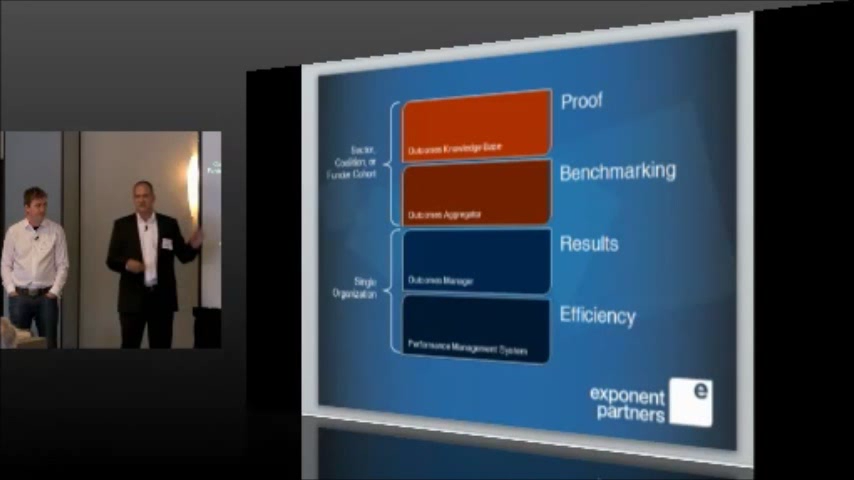 Proof
Sector,
Coalition, or
Funder Cohort
Outcomes Knowledge Base
Benchmarking
Outcomes Aggregator
Results
Single
Organization
Outcomes Manager
Efficiency
Performance Management System
exponent
partners
e